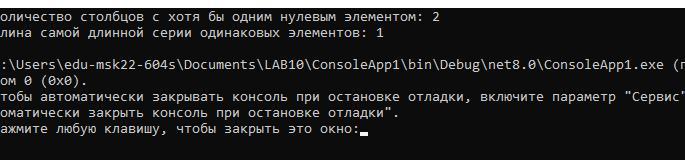 оличество столбцов с хотя бы одним нулевым элементом: 2
лина самой длинной серии одинаковых элементов: 1
:\Users\edu-msk22-604s\Documents\LAB10\ConsoleApp1\bin\Debug\net8.0\ConsoleApp1.exe (п
ом 0 (0x0).
тобы автоматически закрывать консоль при остановке отладки, включите параметр "Сервис"
оматически закрыть консоль при остановке отладки".
ажмите любую клавишу, чтобы закрыть это окно: